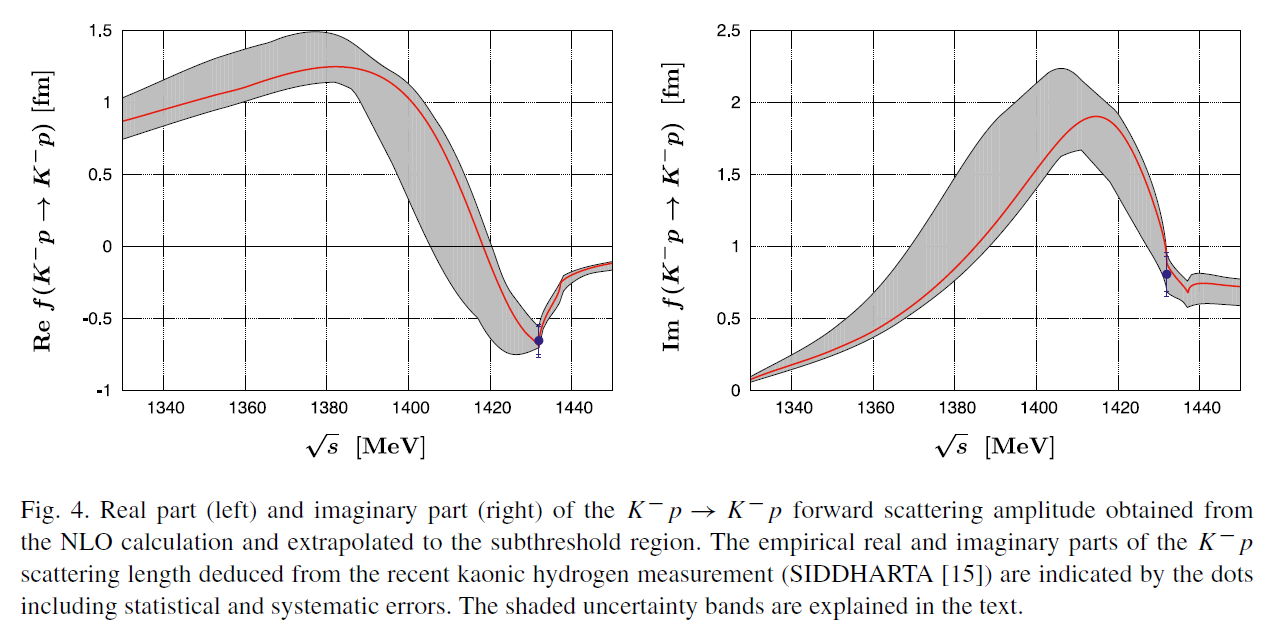 1.5
1
0.5
0
-0.5
-1
Re f(K⁻p → K⁻p) [fm]
1340 1360 1380 1400 1420 1440
√s [MeV]
2.5
2
1.5
1
0.5
0
Im f(K⁻p → K⁻p) [fm]
1340 1360 1380 1400 1420 1440
√s [MeV]
Fig. 4. Real part (left) and imaginary part (right) of the K⁻p → K⁻p forward scattering amplitude obtained from
the NLO calculation and extrapolated to the subthreshold region. The empirical real and imaginary parts of the K⁻p
scattering length deduced from the recent kaonic hydrogen measurement (SIDDHARTA [15]) are indicated by the dots
including statistical and systematic errors. The shaded uncertainty bands are explained in the text.